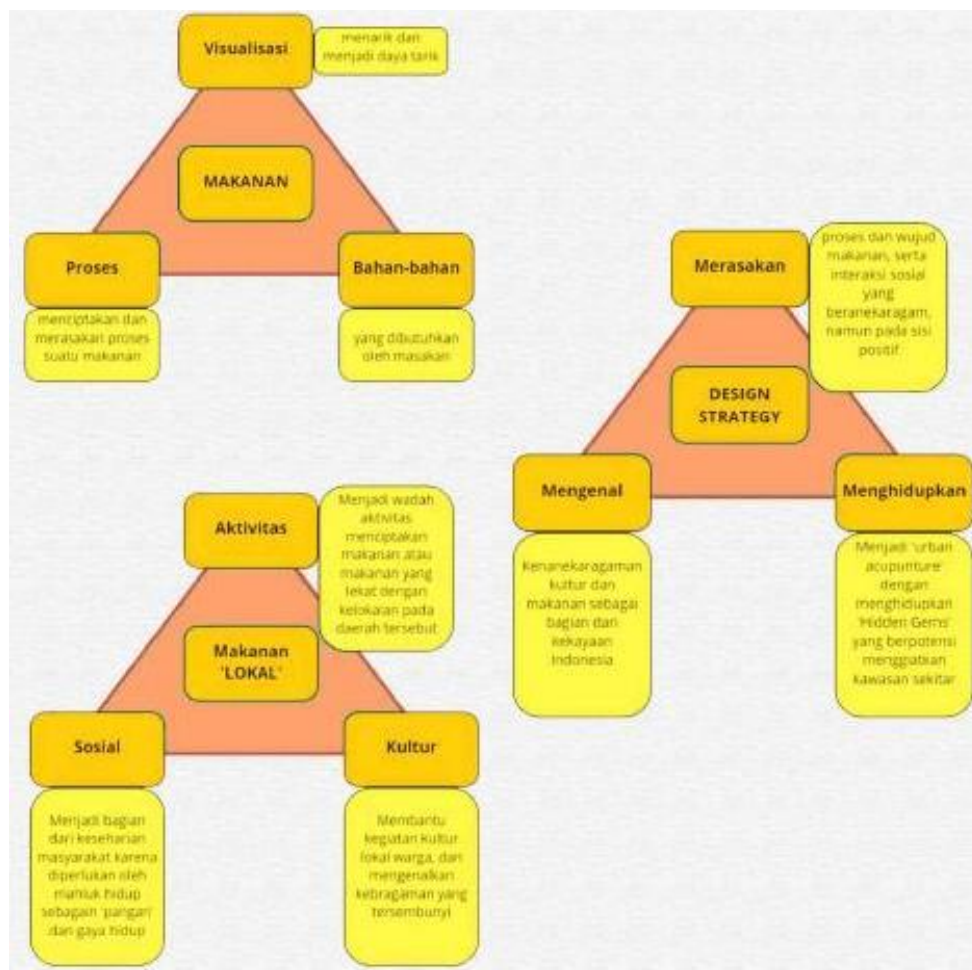 Visualisasi
menarik dan
menjadi daya tarik
MAKANAN
Proses
menciptakan dan
merasakan proses
suatu makanan
Bahan-bahan
yang dibutuhkan
oleh masakan
Merasakan
proses dan wujud
makanan, serta
interaksi sosial
yang
beranekaragam,
namun pada sisi
positif
DESIGN
STRATEGY
Mengenal
Kenanekaragaman
kultur dan
makanan sebagai
bagian dari
kekayaan
Indonesia
Menghidupkan
Menjadi 'urban
acupunture'
dengan
menghidupkan
'Hidden Gems'
yang berpotensi
menggiatkan
kawasan sekitar
Aktivitas
Menjadi wadah
aktivitas
menciptakan
makanan atau
makanan yang
lekat dengan
kelokalan pada
daerah tersebut
Makanan
'LOKAL'
Sosial
Menjadi bagian
dari keseharian
masyarakat karena
diperlukan oleh
mahluk hidup
sebagain 'pangan'
dan gaya hidup
Kultur
Membantu
kegiatan kultur
lokal warga, dan
mengenalkan
kebragaman yang
tersembunyi